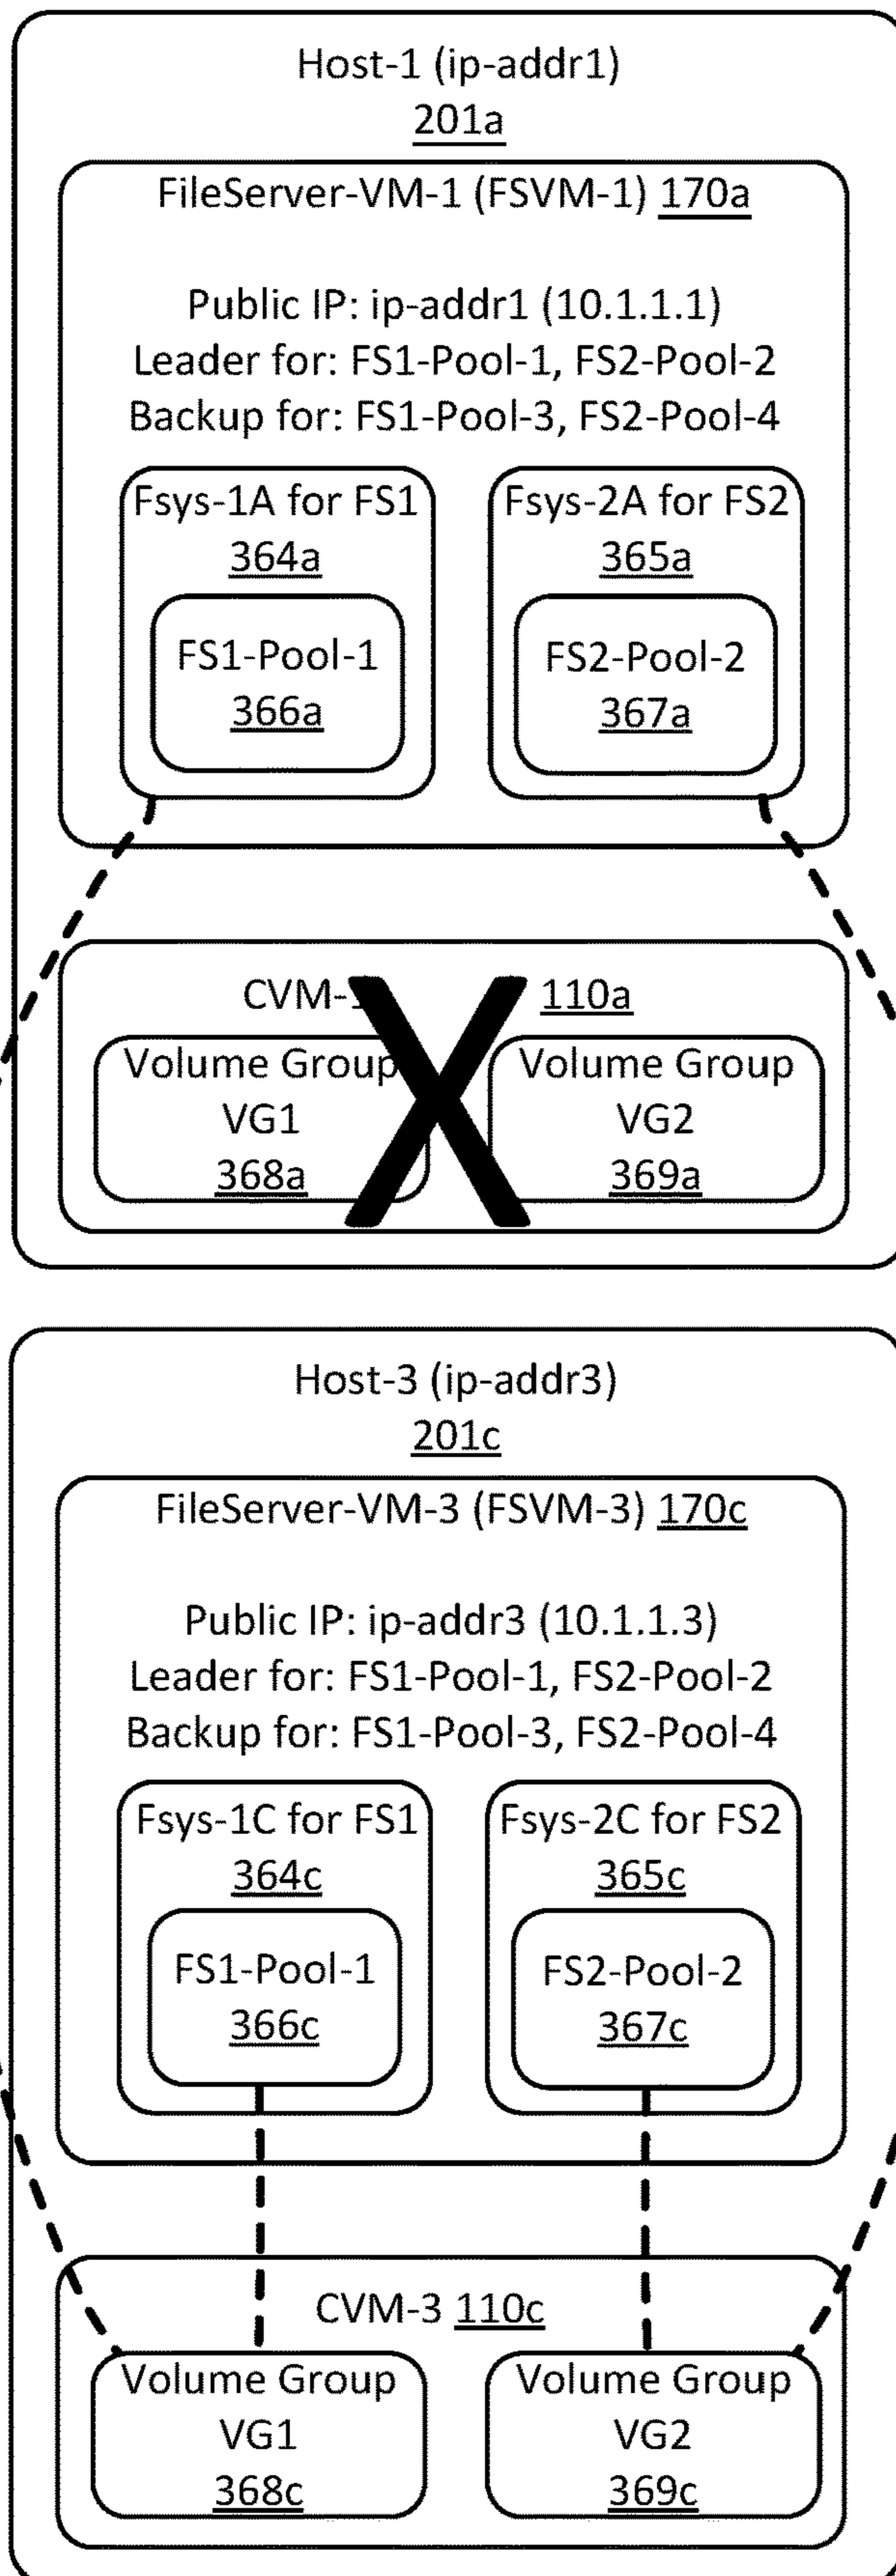 Host-1 (ip-addr1)
201a
FileServer-VM-1 (FSVM-1) 170a
Public IP: ip-addr1 (10.1.1.1)
Leader for: FS1-Pool-1, FS2-Pool-2
Backup for: FS1-Pool-3, FS2-Pool-4
Fsys-1A for FS1
364a
FS1-Pool-1
366a
Fsys-2A for FS2
365a
FS2-Pool-2
367a
CVM-1 110a
Volume Group
VG1
368a
Volume Group
VG2
369a
Host-3 (ip-addr3)
201c
FileServer-VM-3 (FSVM-3) 170c
Public IP: ip-addr3 (10.1.1.3)
Leader for: FS1-Pool-1, FS2-Pool-2
Backup for: FS1-Pool-3, FS2-Pool-4
Fsys-1C for FS1
364c
FS1-Pool-1
366c
Fsys-2C for FS2
365c
FS2-Pool-2
367c
CVM-3 110c
Volume Group
VG1
368c
Volume Group
VG2
369c